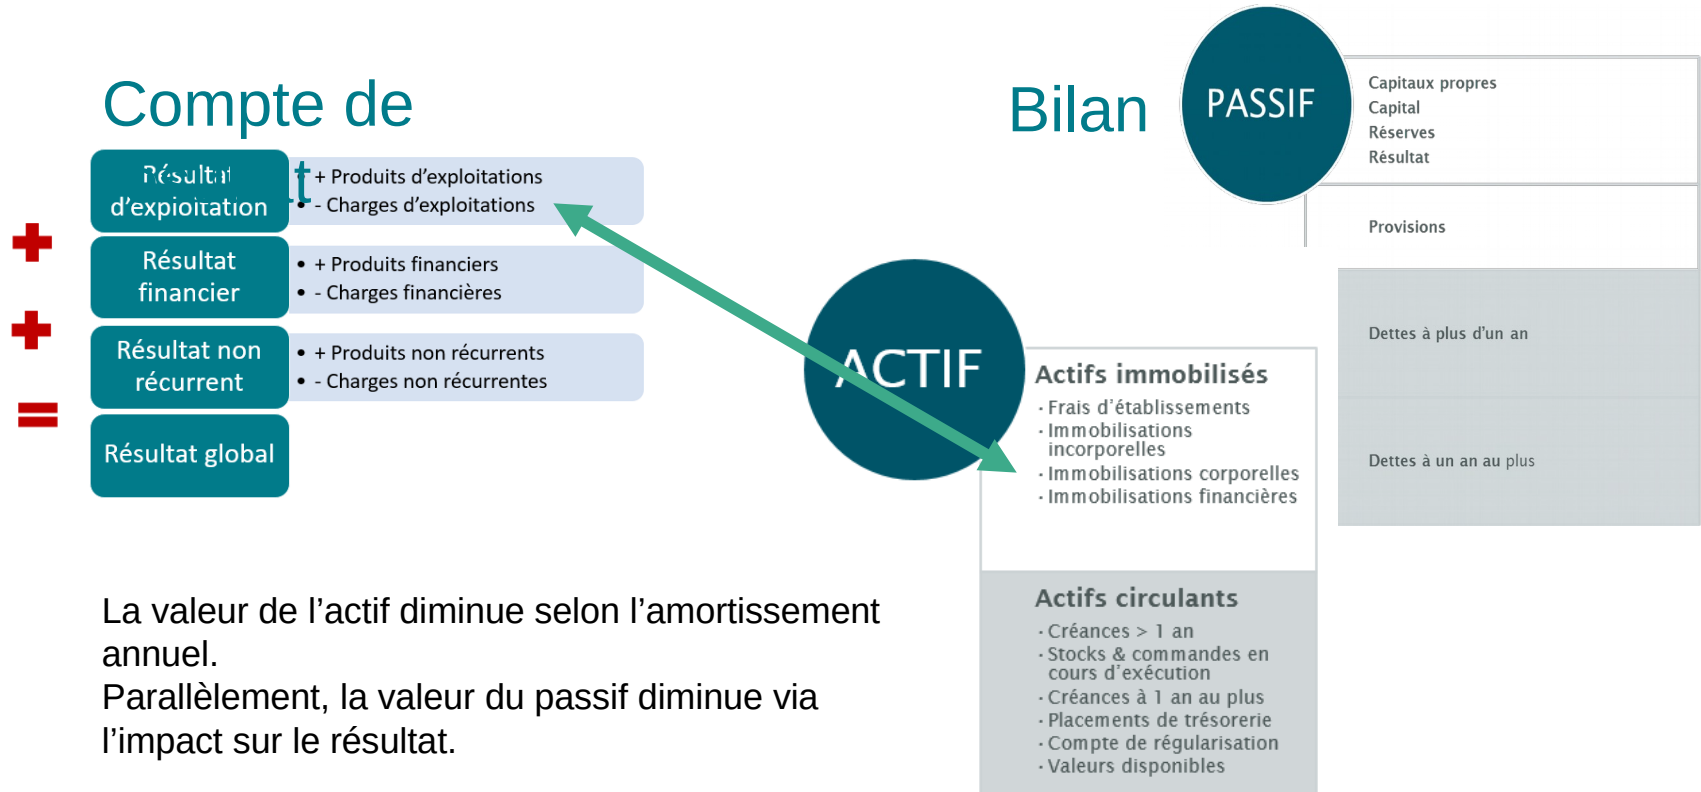 Compte de
Résultat
d'exploitation
+ Produits d'exploitations
- Charges d'exploitations
Résultat
financier
• + Produits financiers
• - Charges financières
Résultat non
récurrent
• + Produits non récurrents
• - Charges non récurrentes
Résultat global
La valeur de l'actif diminue selon l'amortissement
annuel.
Parallèlement, la valeur du passif diminue via
l'impact sur le résultat.
Bilan
PASSIF
Capitaux propres
Capital
Réserves
Résultat
Provisions
Dettes à plus d'un an
Dettes à un an au plus
ACTIF
Actifs immobilisés
· Frais d'établissements
· Immobilisations
incorporelles
· Immobilisations corporelles
· Immobilisations financières
Actifs circulants
· Créances > 1 an
· Stocks & commandes en
cours d'exécution
· Créances à 1 an au plus
· Placements de trésorerie
· Compte de régularisation
· Valeurs disponibles